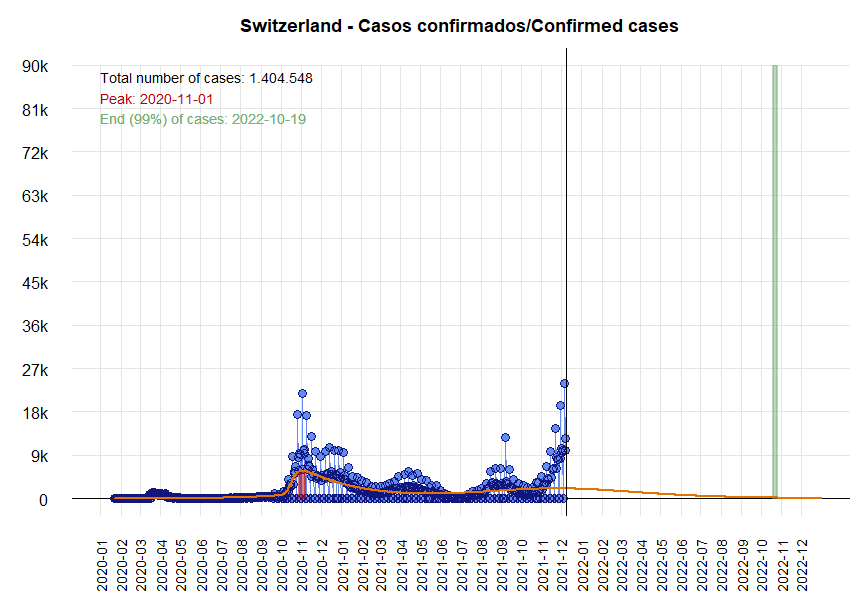 Switzerland - Casos confirmados/Confirmed cases
90k
81k
72k
63k
54k
45k
36k
27k
18k
9k
0
Total number of cases: 1.404.548
Peak: 2020-11-01
End (99%) of cases: 2022-10-19
2020-01
2020-02
2020-03
2020-04
2020-05
2020-06
2020-07
2020-08
2020-09
2020-10
2020-11
2020-12
2021-01
2021-02
2021-03
2021-04
2021-05
2021-06
2021-07
2021-08
2021-09
2021-10
2021-11
2021-12
2022-01
2022-02
2022-03
2022-04
2022-05
2022-06
2022-07
2022-08
2022-09
2022-10
2022-11
2022-12